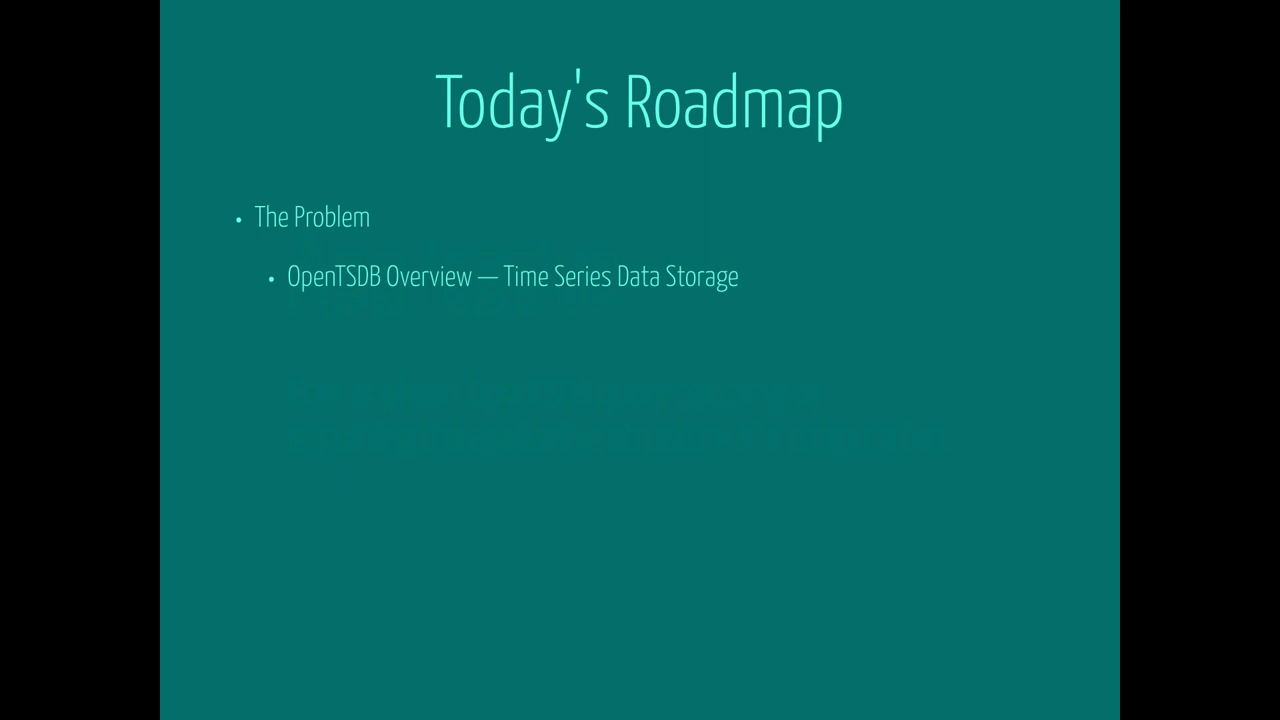 Today's Roadmap
• The Problem
• OpenTSDB Overview — Time Series Data Storage